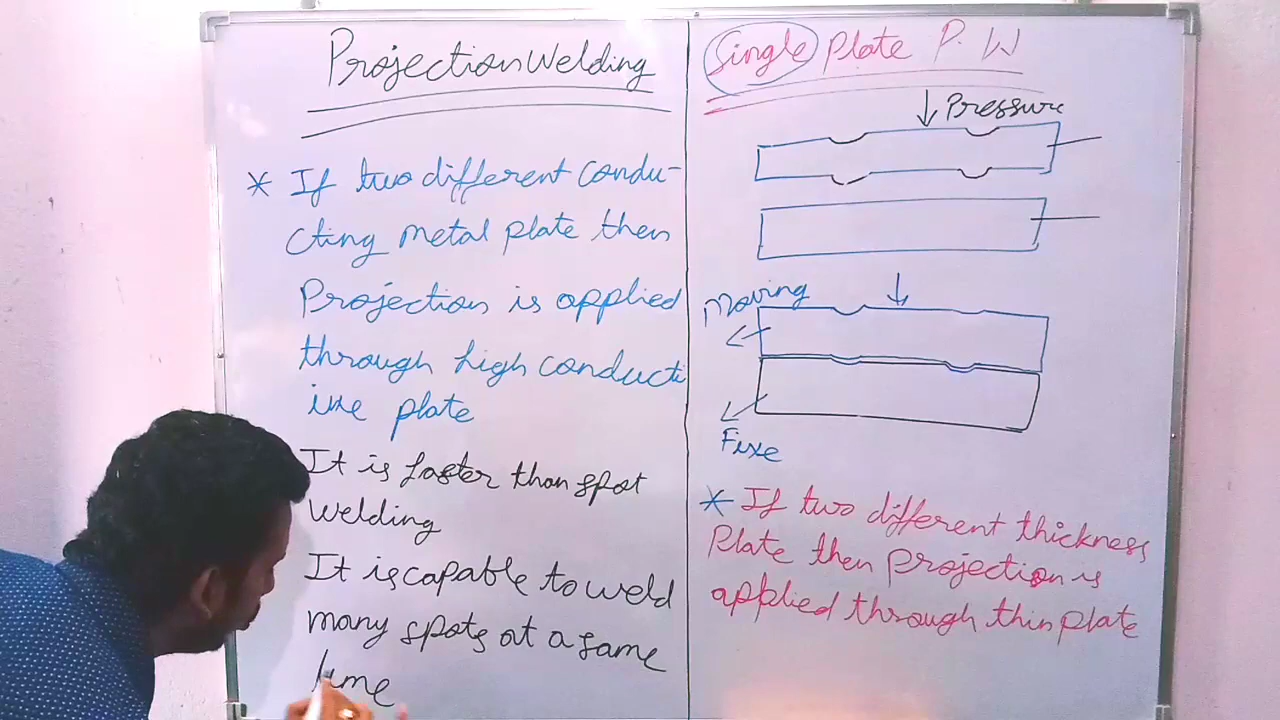 Projection Welding
* If two different condu-
cting metal plate then
Projection is applied
through high conducti
ive plate
It is faster than spot
welding
It is capable to weld
many spots at a same
time
Single Plate P. W
Pressure
Moving
Fixe
* If two different thickness
Plate then Projection is
applied through thin plate